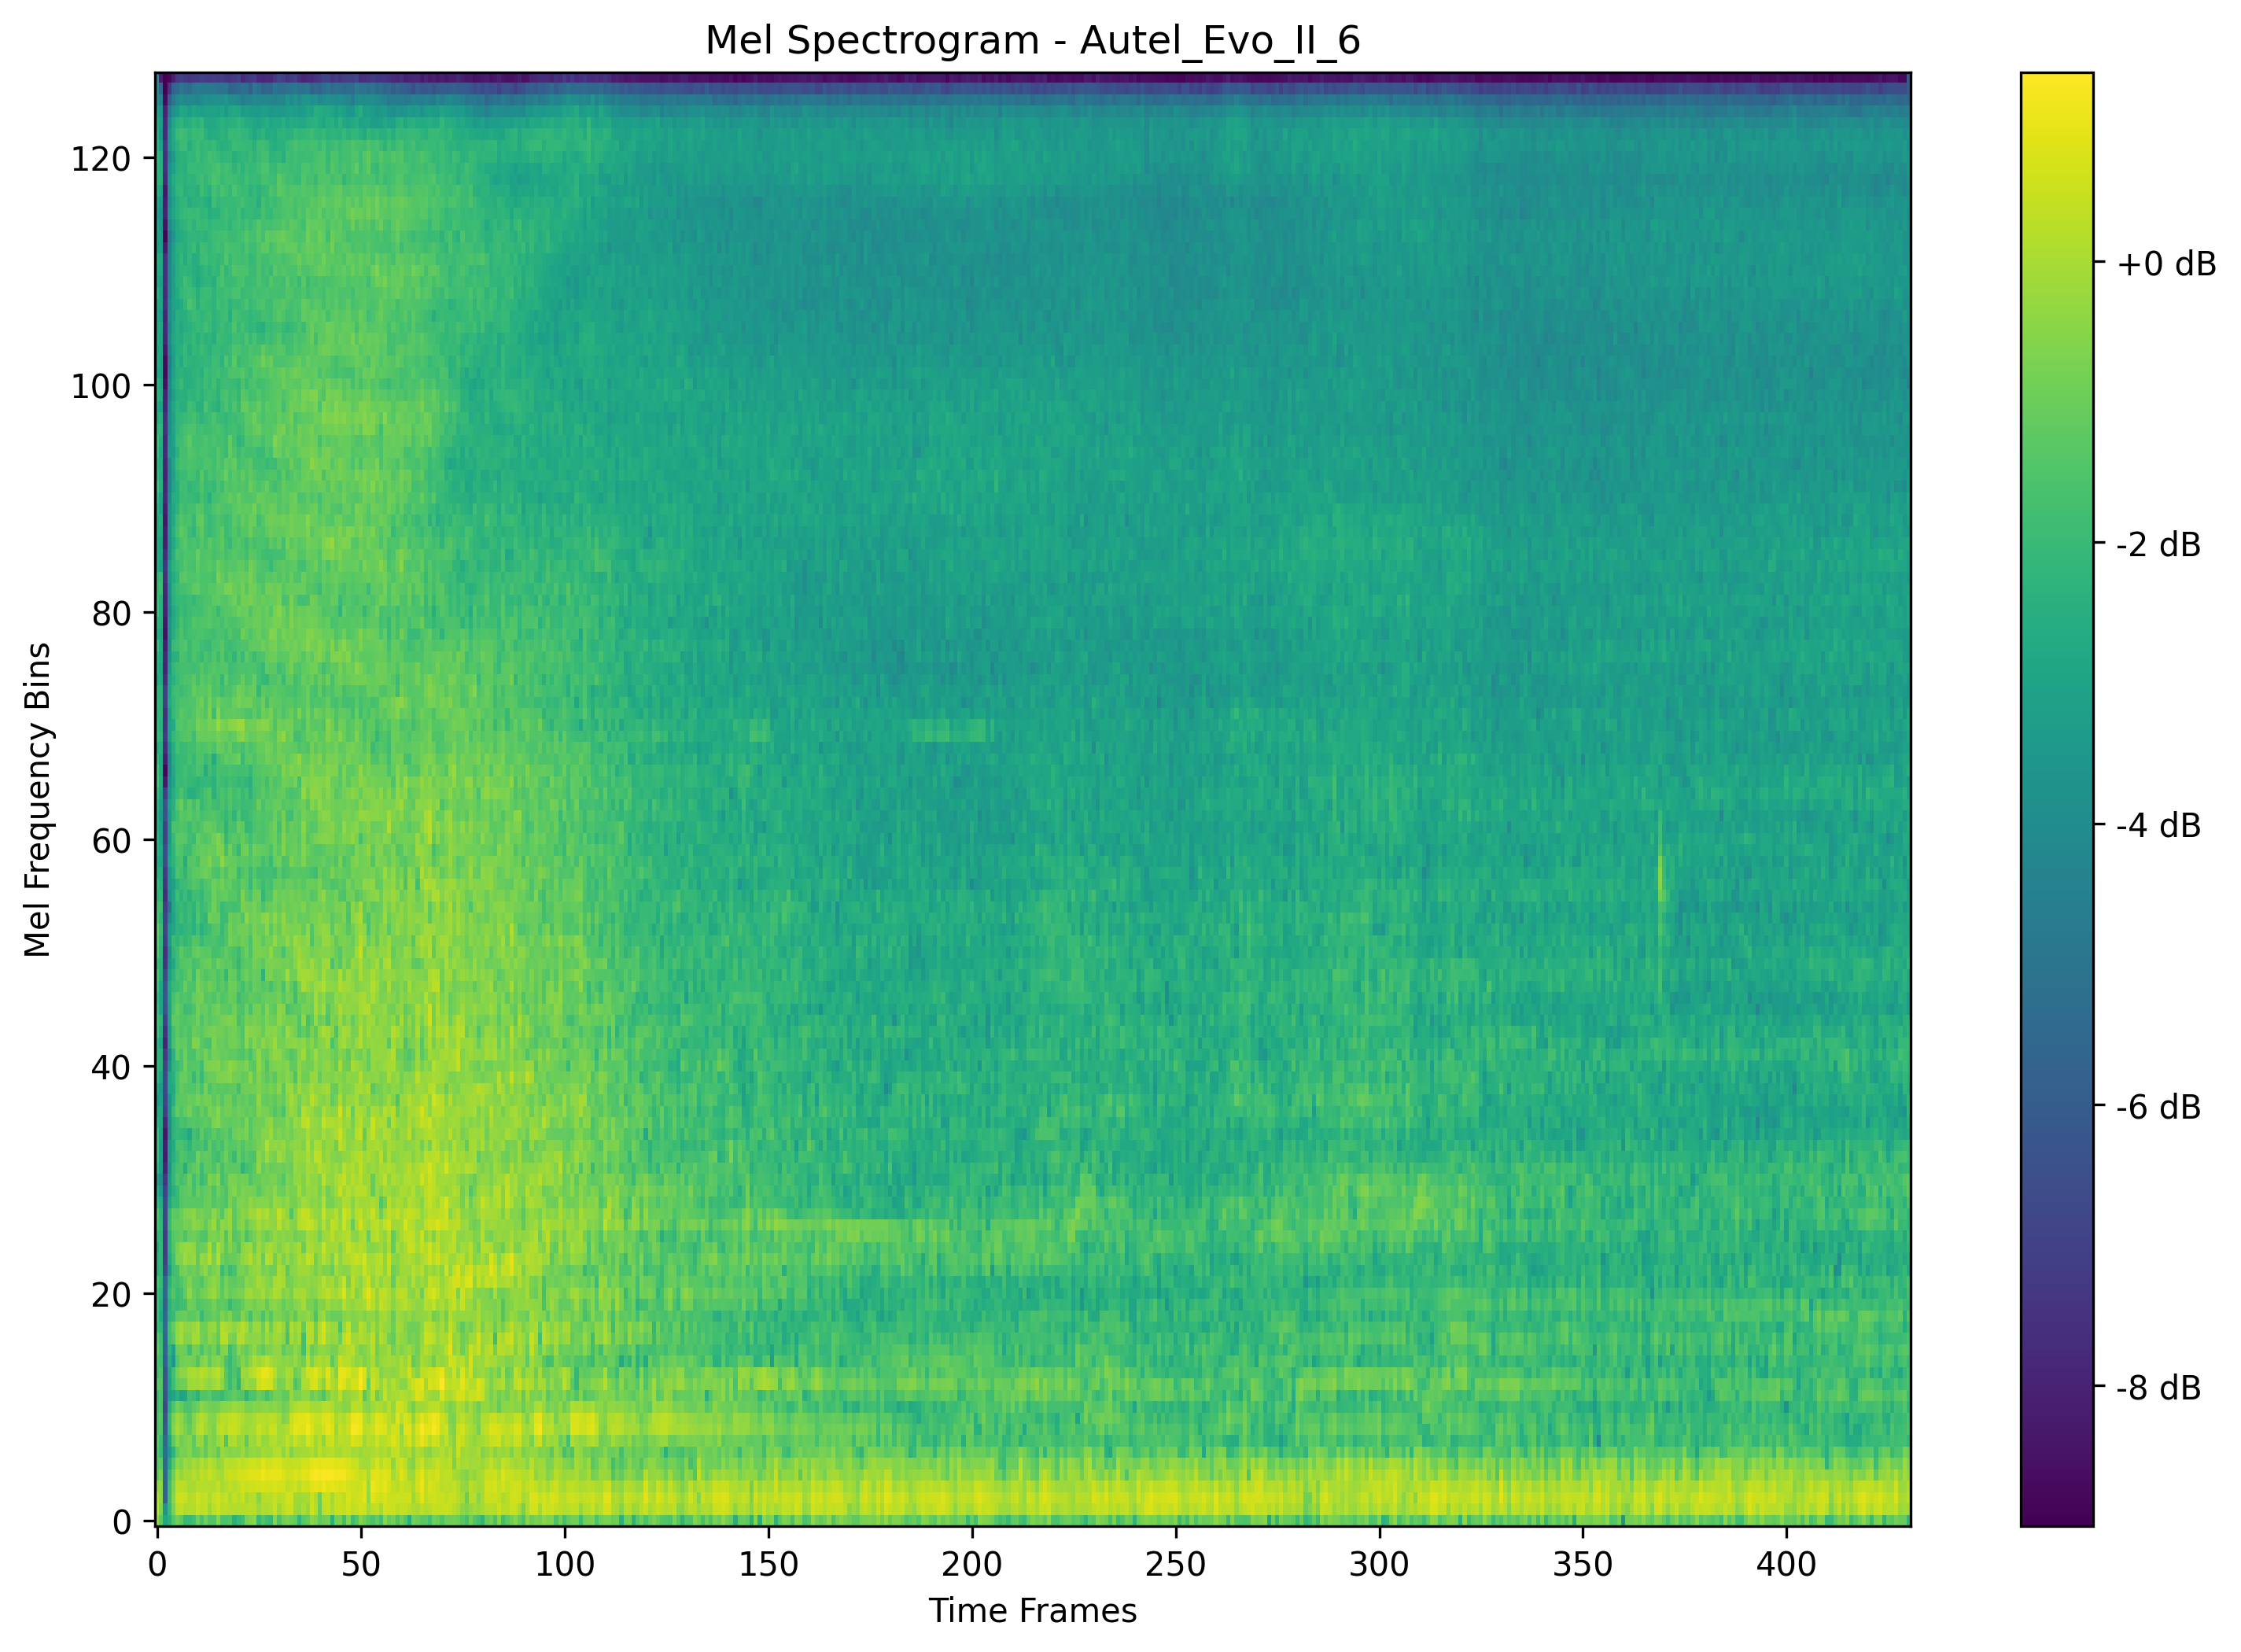 Mel Spectrogram - Autel_Evo_II_6
Mel Frequency Bins
120
100
80
60
40
20
0
0 50 100 150 200 250 300 350 400
Time Frames
+0 dB
-2 dB
-4 dB
-6 dB
-8 dB